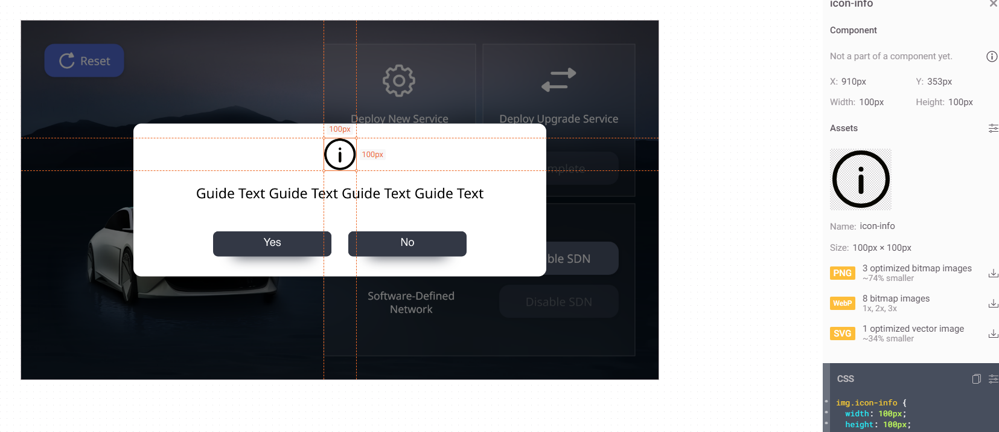 icon-info
Component
Not a part of a component yet.
X: 910px
Y: 353px
Width: 100px
Height: 100px
Assets
Name: icon-info
Size: 100px × 100px
PNG
3 optimized bitmap images
~74% smaller
WebP
8 bitmap images
1x, 2x, 3x
SVG
1 optimized vector image
~34% smaller
CSS
img.icon-info {
width: 100px;
height: 100px;
Reset
Deploy New Service
Deploy Upgrade Service
100px
100px
mplete
Guide Text Guide Text Guide Text Guide Text
Yes
No
ble SDN
Software-Defined
Network
Disable SDN